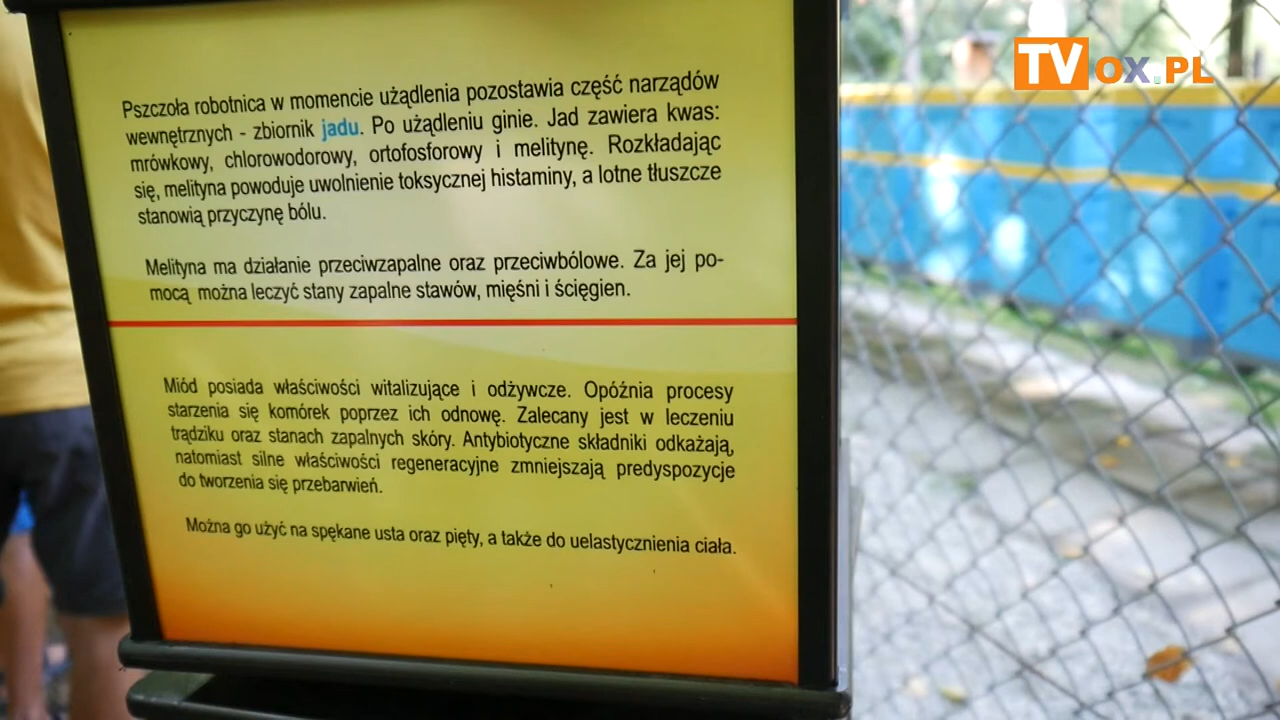 TVOX.PL
Pszczoła robotnica w momencie użądlenia pozostawia część narządów
wewnętrznych - zbiornik jadu. Po użądleniu ginie. Jad zawiera kwas:
mrówkowy, chlorowodorowy, ortofosforowy i melitynę. Rozkładając
się, melityna powoduje uwolnienie toksycznej histaminy, a lotne tłuszcze
stanowią przyczynę bólu.
Melityna ma działanie przeciwzapalne oraz przeciwbólowe. Za jej po-
mocą można leczyć stany zapalne stawów, mięśni i ścięgien.
Miód posiada właściwości witalizujące i odżywcze. Opóźnia procesy
starzenia się komórek poprzez ich odnowę. Zalecany jest w leczeniu
trądziku oraz stanach zapalnych skóry. Antybiotyczne składniki odkażają,
natomiast silne właściwości regeneracyjne zmniejszają predyspozycje
do tworzenia się przebarwień.
Można go użyć na spękane usta oraz pięty, a także do uelastycznienia ciała.